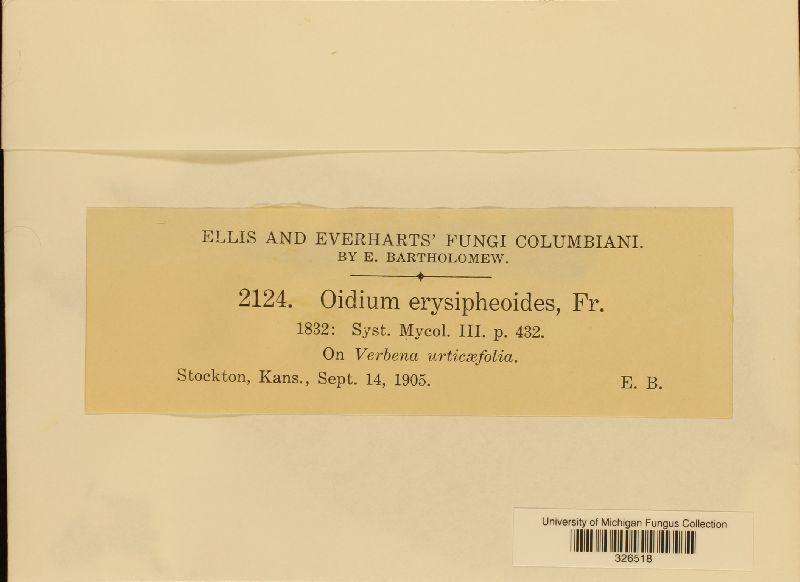 ELLIS AND EVERHARTS' FUNGI COLUMBIANI.
BY E. BARTHOLOMEW.
2124. Oidium erysipheoides, Fr.
1832: Syst. Mycol. III. p. 432.
On Verbena urticæfolia.
Stockton, Kans., Sept. 14, 1905. E. B.
University of Michigan Fungus Collection
326518